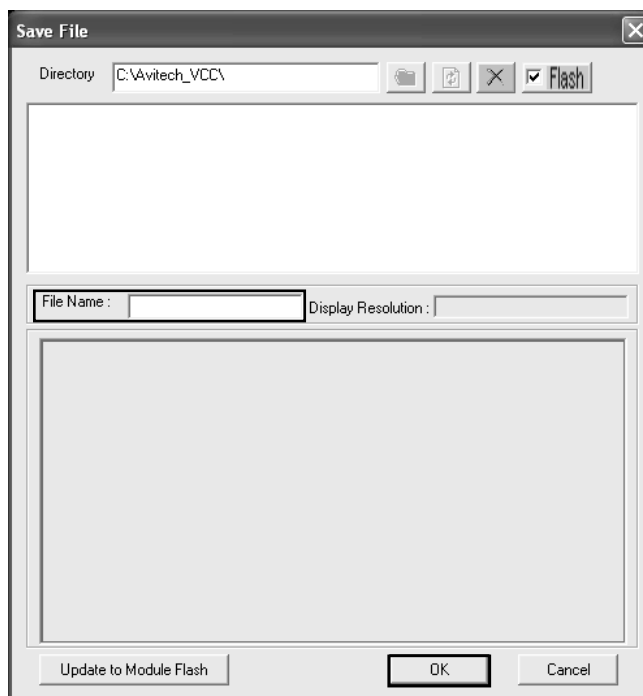 Save File
Directory C:\Avitech_VCC\ Flash
File Name : Display Resolution :
Update to Module Flash OK Cancel